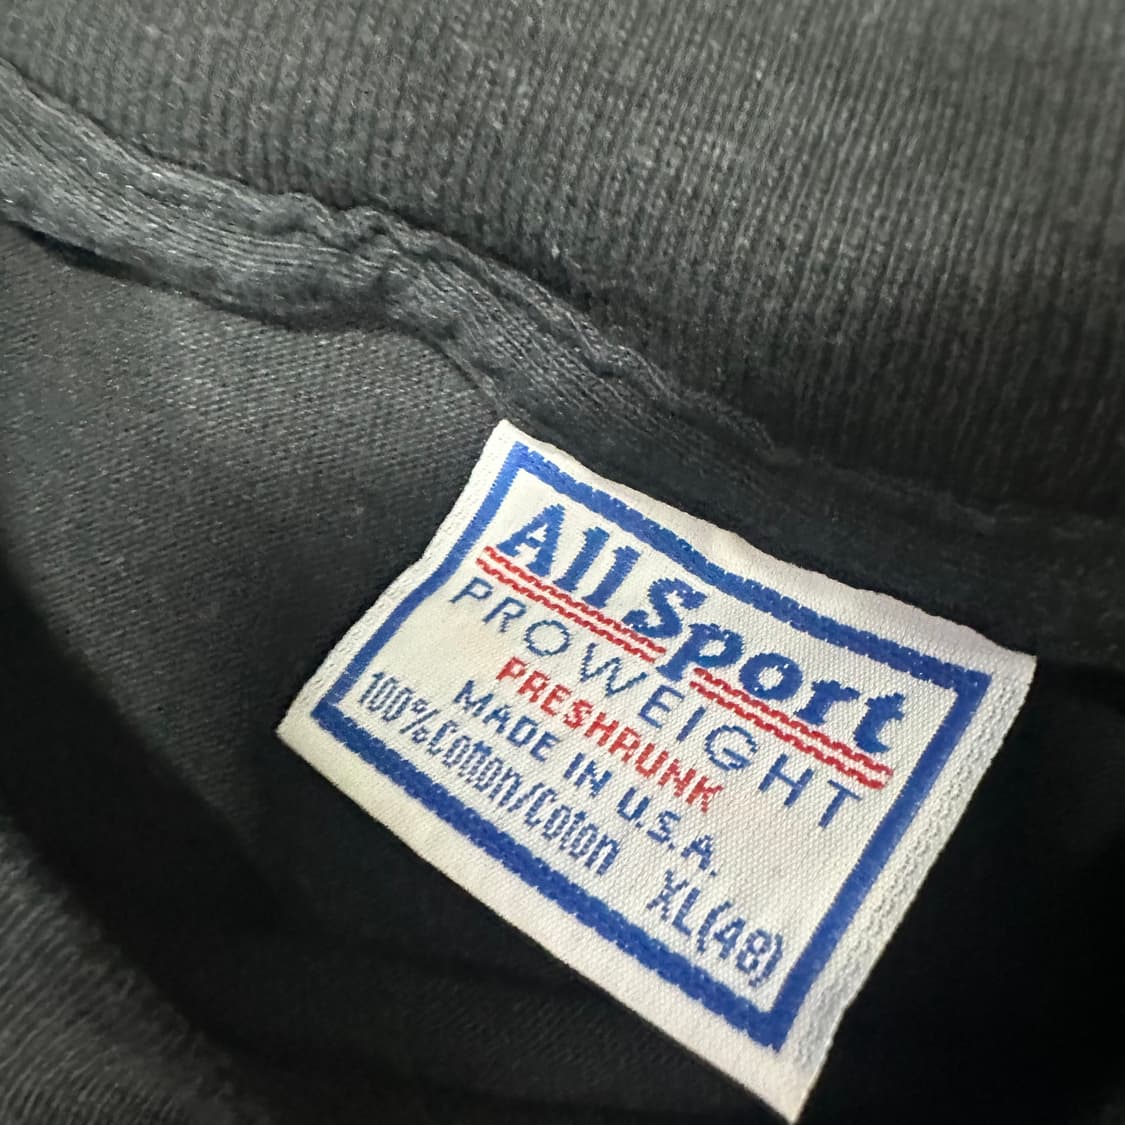 AllSport
PROWEIGHT
PRESHRUNK
MADE IN U.S.A.
100%Cotton/Coton XL(48)